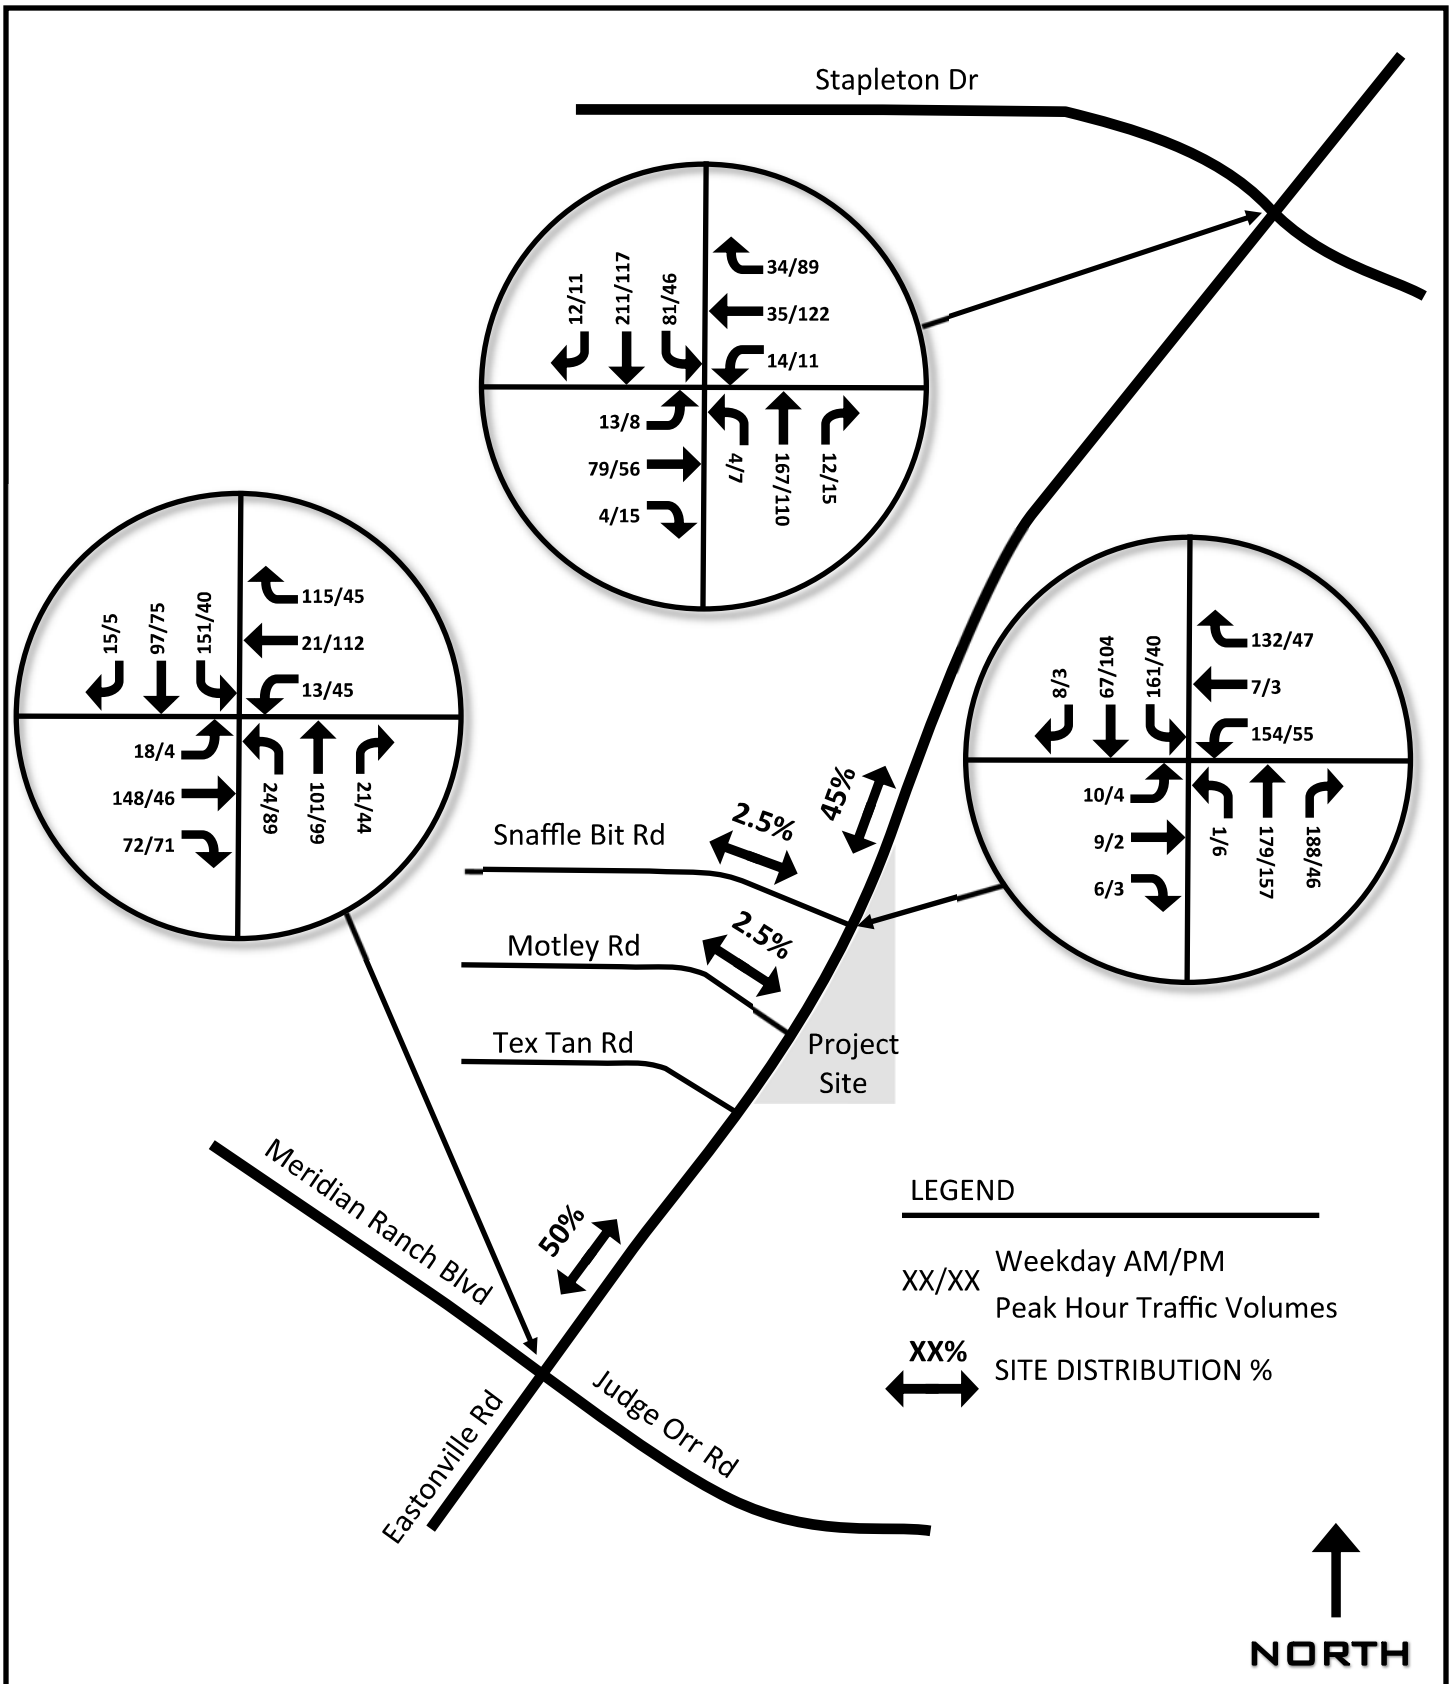 Stapleton Dr
12/11
211/117
81/46
34/89
35/122
14/11
13/8
79/56
4/15
4/7
167/110
12/15
15/5
97/75
151/40
115/45
21/112
13/45
18/4
148/46
72/71
24/89
101/99
21/44
8/3
67/104
161/40
132/47
7/3
154/55
10/4
9/2
6/3
1/6
179/157
188/46
45%
2.5%
Snaffle Bit Rd
2.5%
Motley Rd
Tex Tan Rd
Project
Site
Meridian Ranch Blvd
50%
Judge Orr Rd
Eastonville Rd
LEGEND
XX/XX
Weekday AM/PM
Peak Hour Traffic Volumes
XX%
SITE DISTRIBUTION %
NORTH